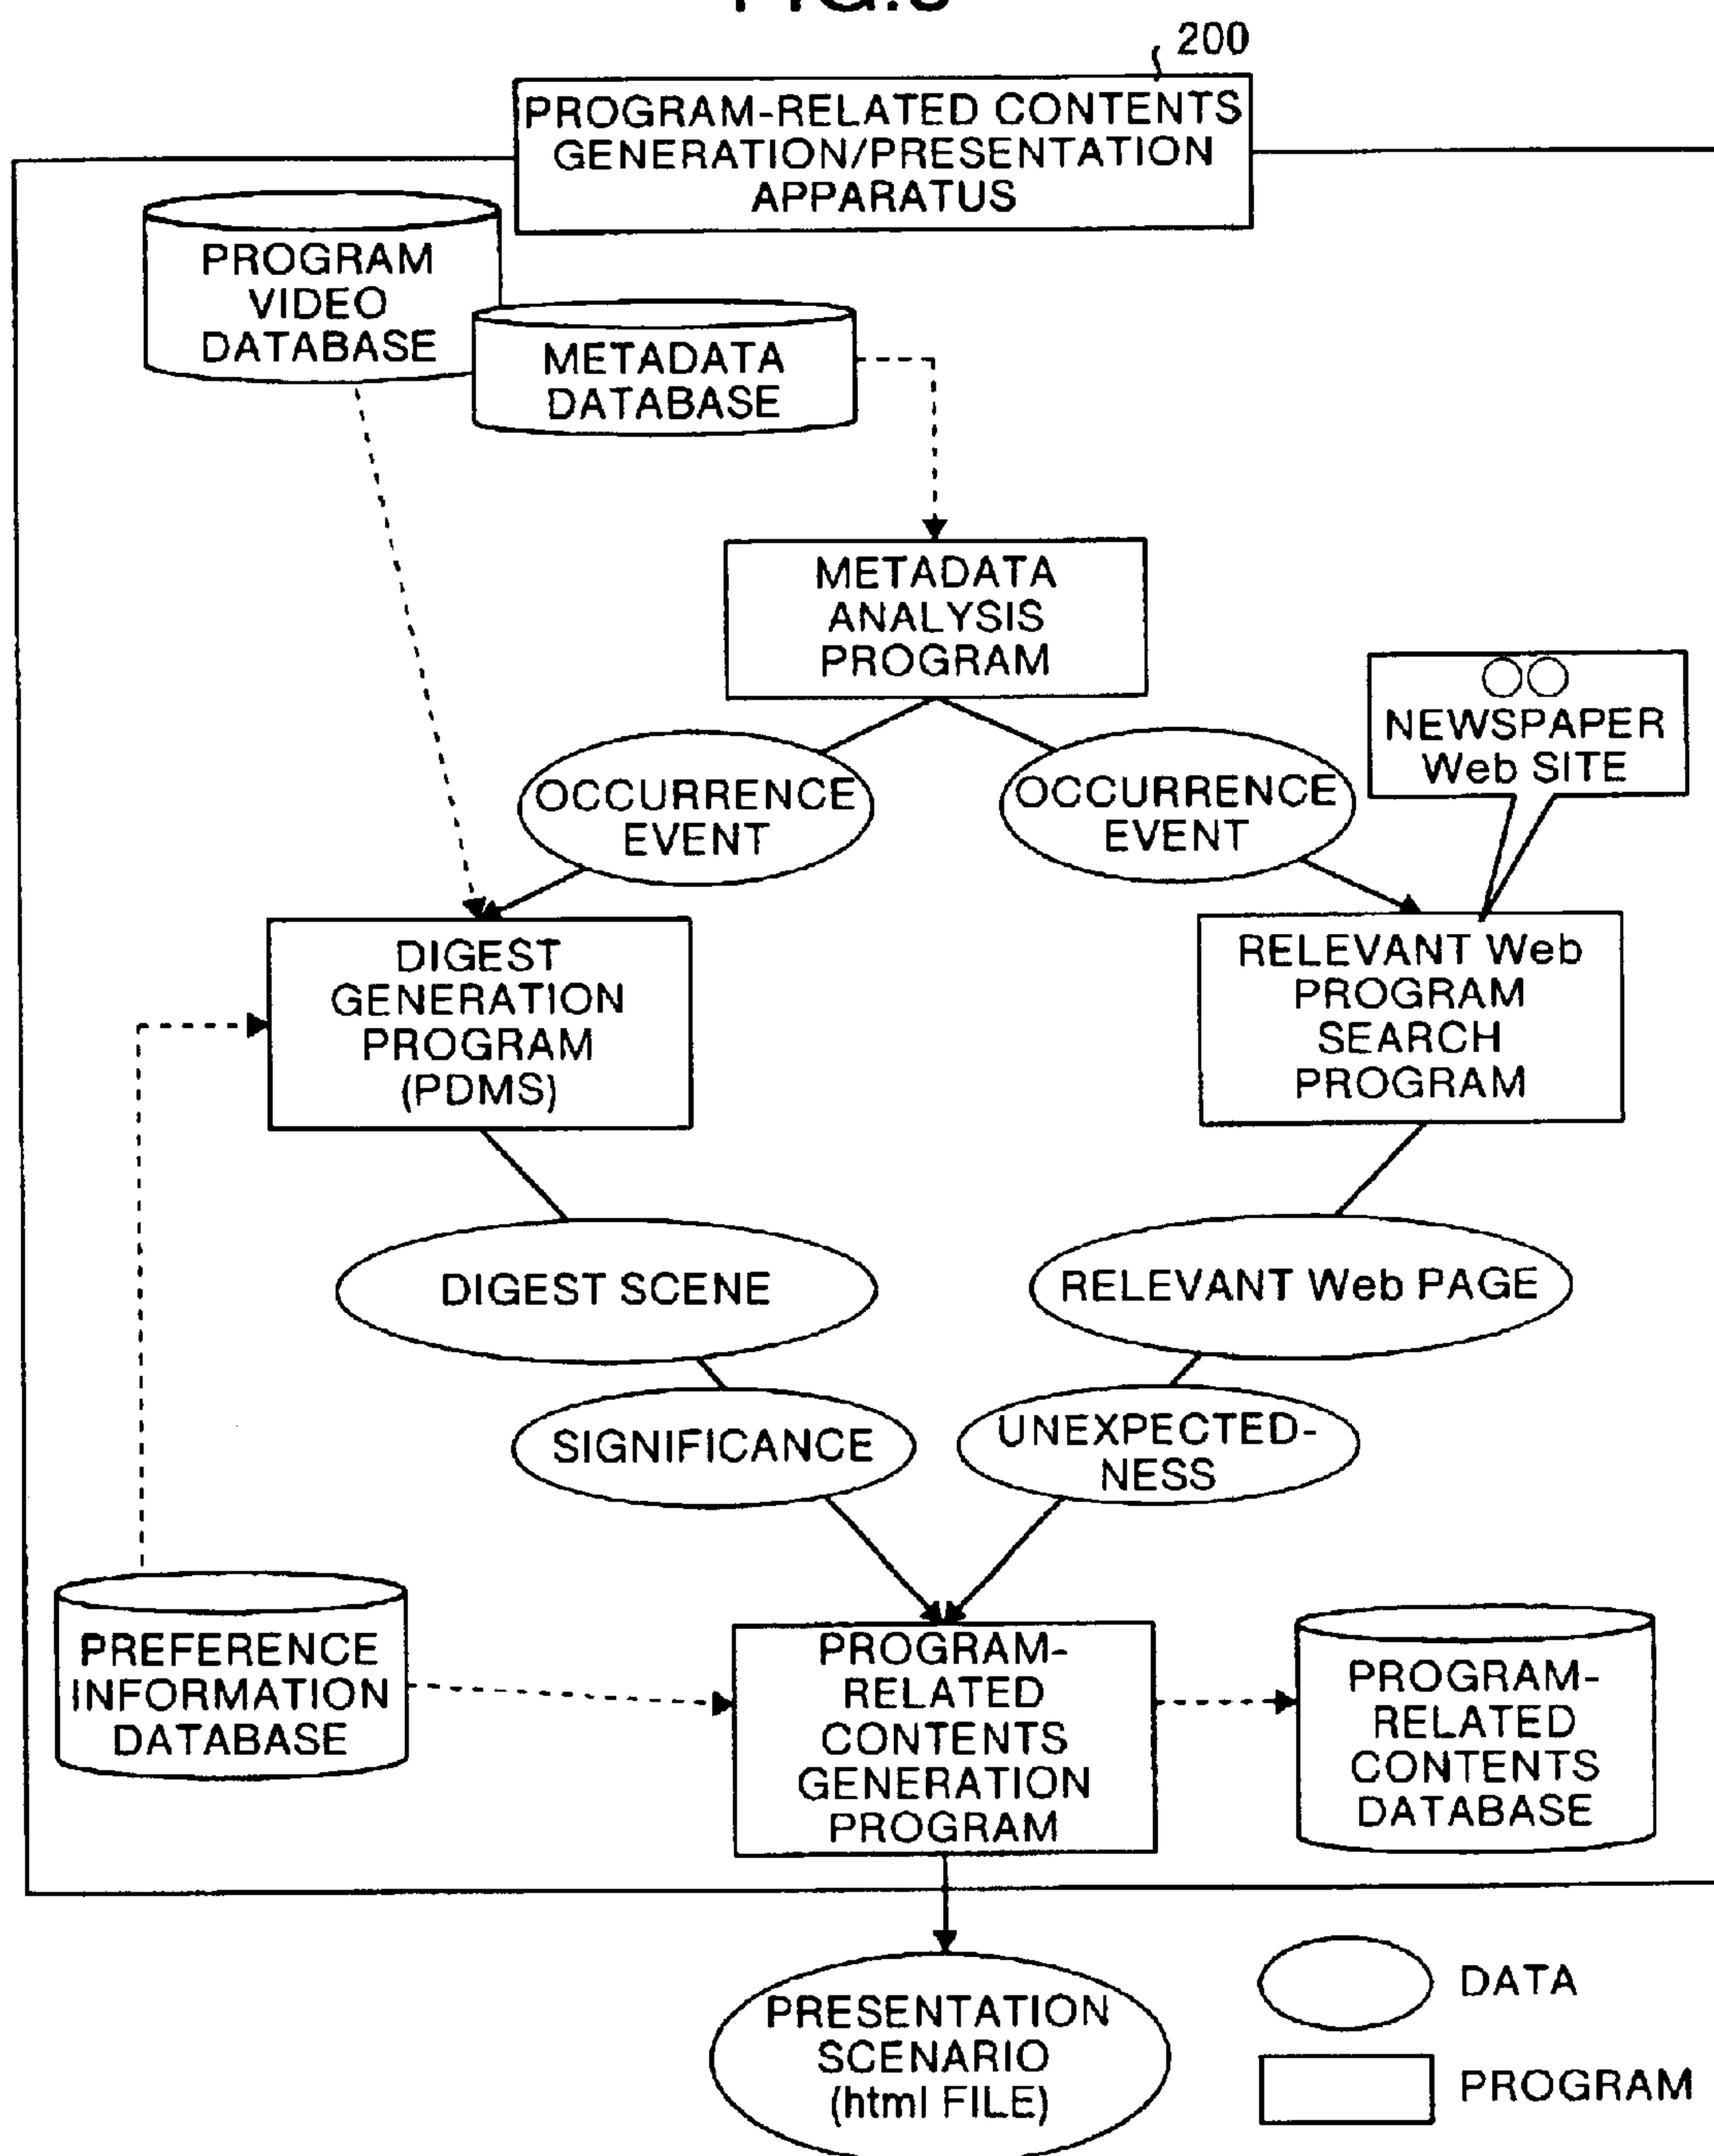 200
PROGRAM-RELATED CONTENTS
GENERATION/PRESENTATION
APPARATUS
PROGRAM
VIDEO
DATABASE
METADATA
DATABASE
METADATA
ANALYSIS
PROGRAM
○○
NEWSPAPER
Web SITE
OCCURRENCE
EVENT
OCCURRENCE
EVENT
DIGEST
GENERATION
PROGRAM
(PDMS)
RELEVANT Web
PROGRAM
SEARCH
PROGRAM
DIGEST SCENE
RELEVANT Web PAGE
SIGNIFICANCE
UNEXPECTED-
NESS
PREFERENCE
INFORMATION
DATABASE
PROGRAM-
RELATED
CONTENTS
GENERATION
PROGRAM
PROGRAM-
RELATED
CONTENTS
DATABASE
PRESENTATION
SCENARIO
(html FILE)
DATA
PROGRAM